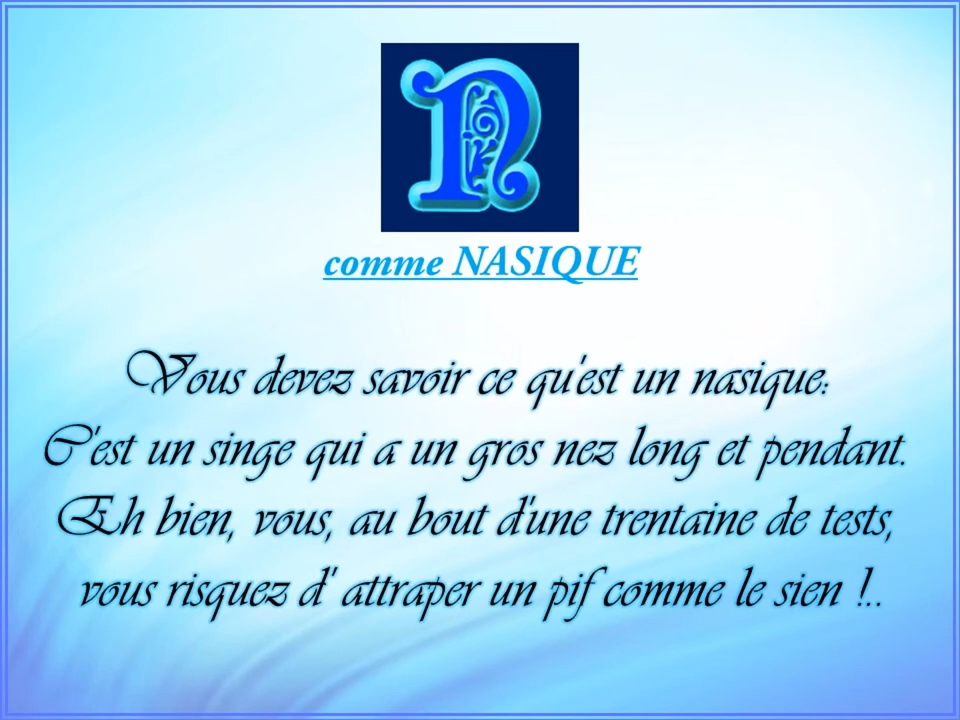 N
comme NASIQUE
Vous devez savoir ce qu'est un nasique:
C'est un singe qui a un gros nez long et pendant.
Eh bien, vous, au bout d'une trentaine de tests,
vous risquez d' attraper un pif comme le sien !..